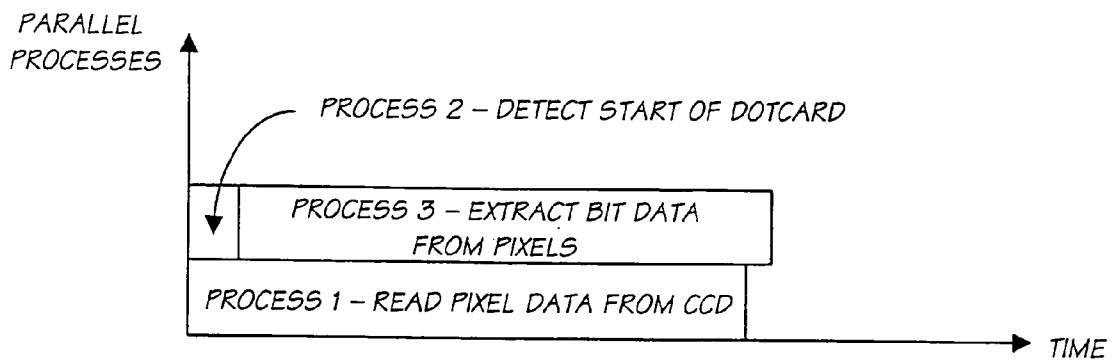 PARALLEL
PROCESSES
PROCESS 2 – DETECT START OF DOTCARD
PROCESS 3 – EXTRACT BIT DATA
FROM PIXELS
PROCESS 1 – READ PIXEL DATA FROM CCD
TIME